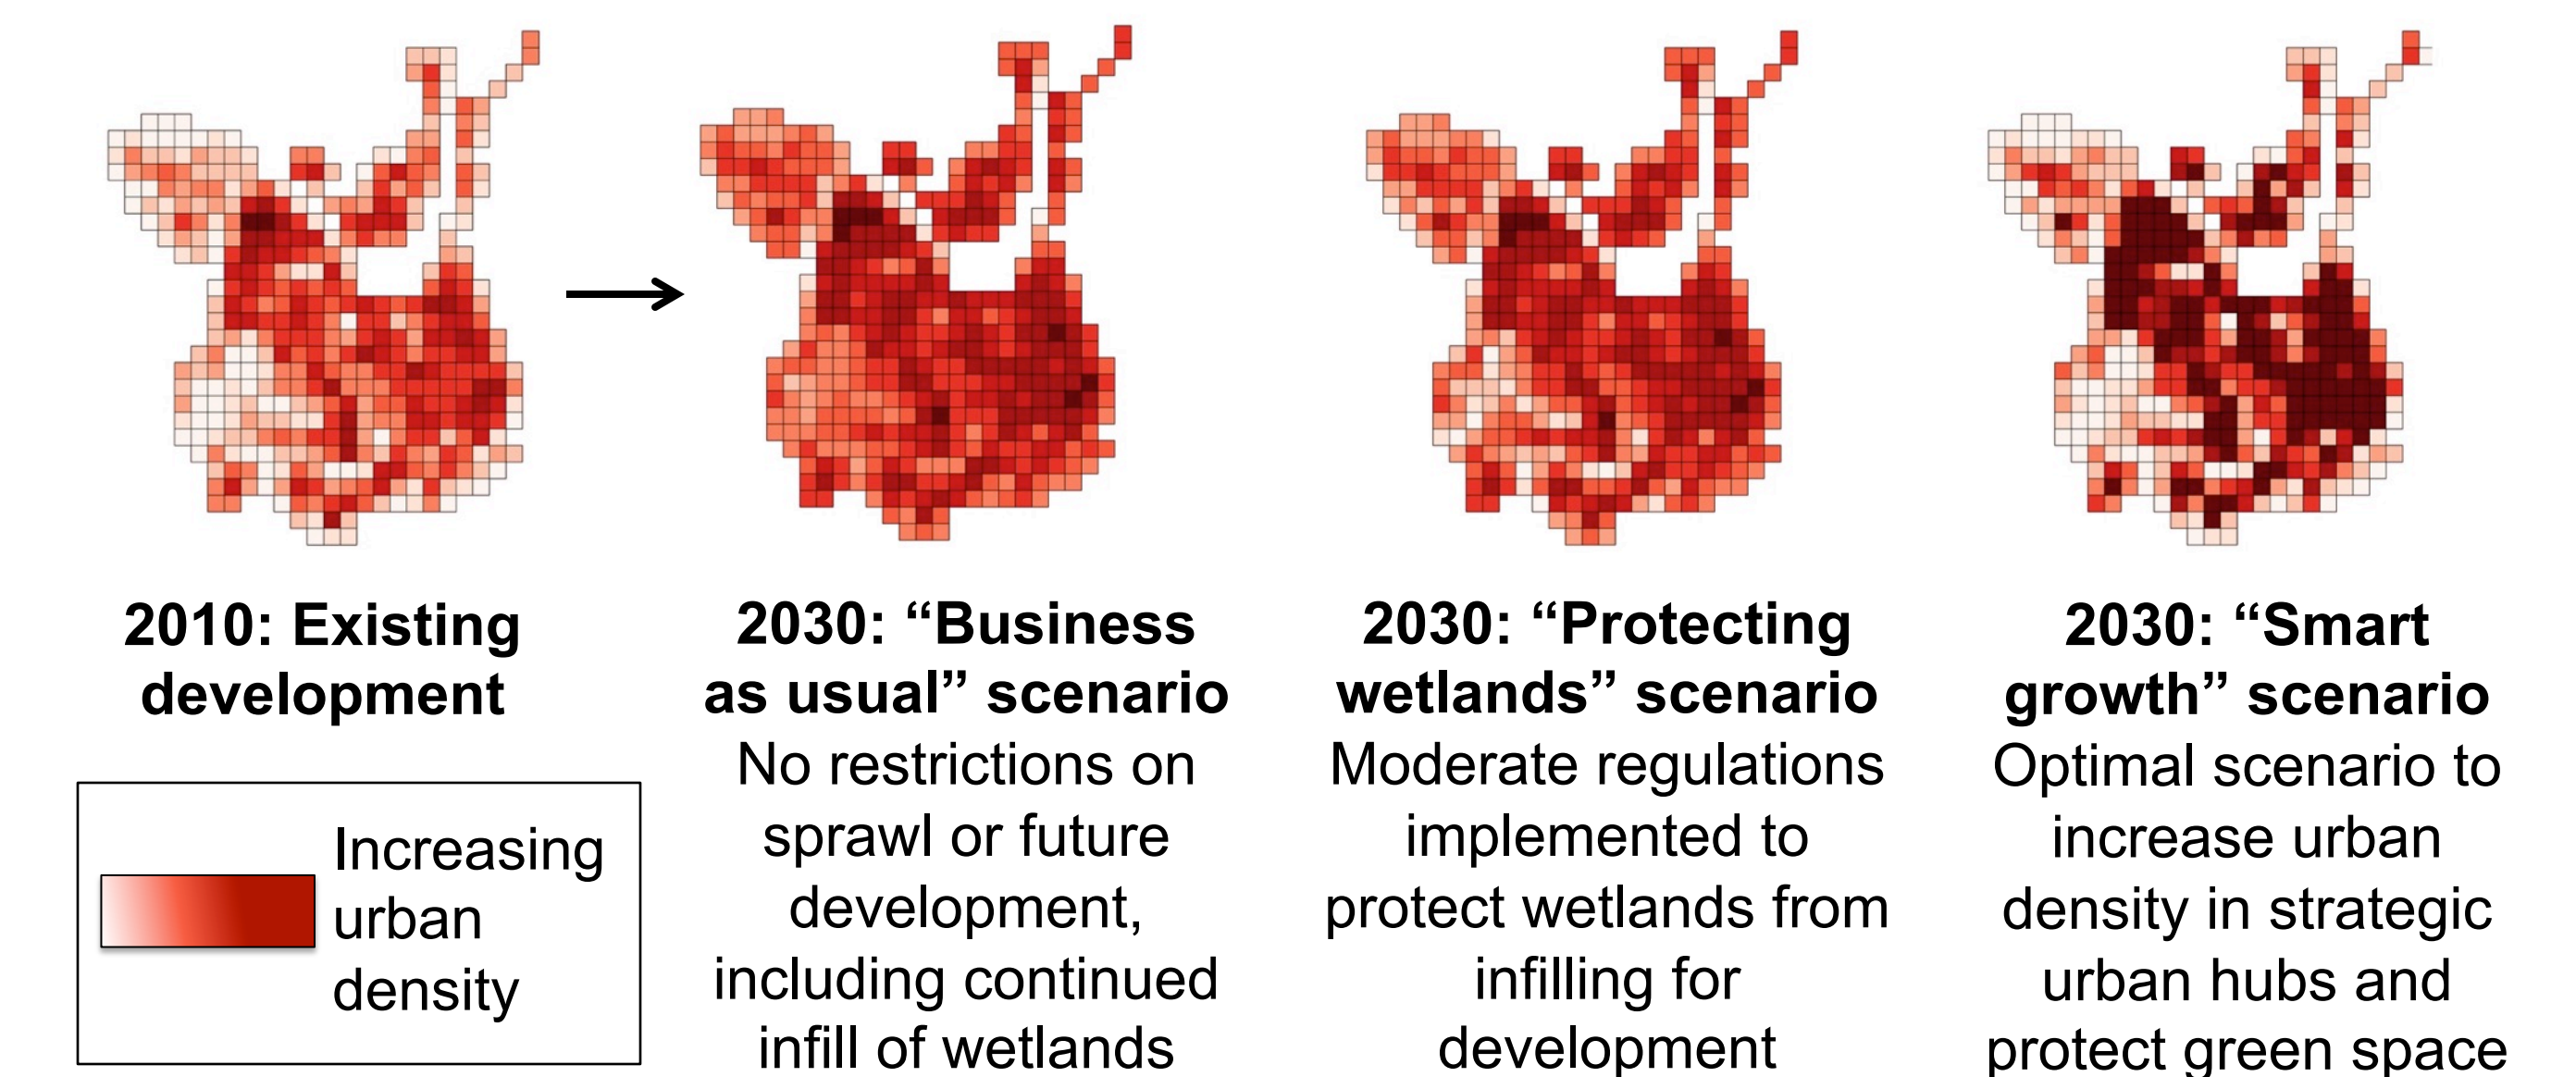 2010: Existing
development
Increasing
urban
density
2030: “Business
as usual” scenario
No restrictions on
sprawl or future
development,
including continued
infill of wetlands
2030: “Protecting
wetlands” scenario
Moderate regulations
implemented to
protect wetlands from
infilling for
development
2030: “Smart
growth” scenario
Optimal scenario to
increase urban
density in strategic
urban hubs and
protect green space